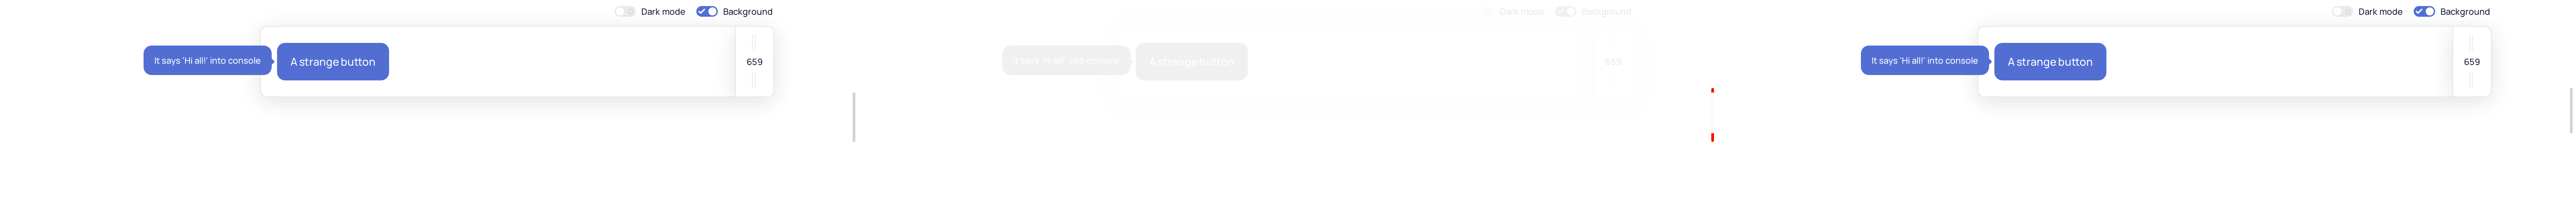 Dark mode Background
It says 'Hi all!' into console A strange button 659
Dark mode Background
It says 'Hi all!' into console A strange button 659
Dark mode Background
It says 'Hi all!' into console A strange button 659